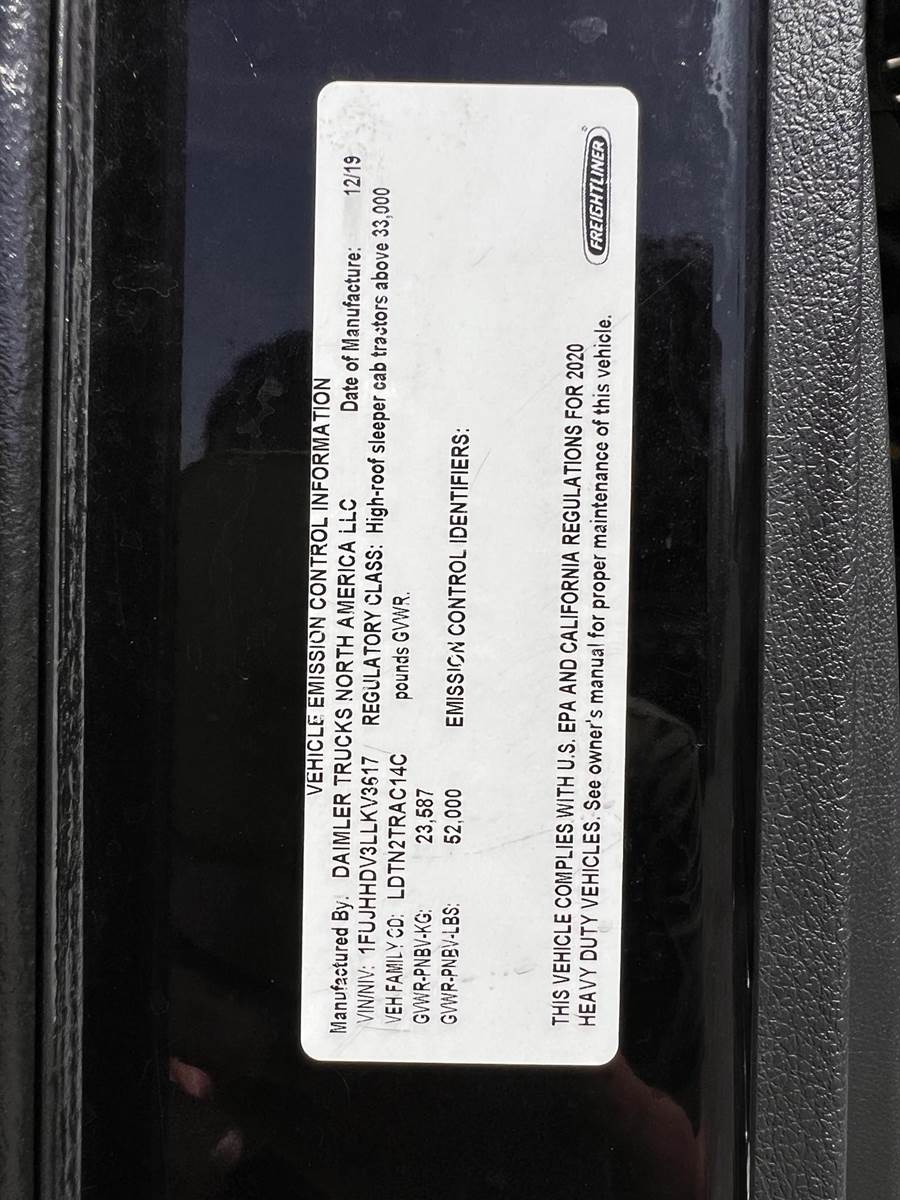 VEHICLE EMISSION CONTROL INFORMATION
Manufactured By: DAIMLER TRUCKS NORTH AMERICA LLC Date of Manufacture: 12/19
VIN/NIV: 1FUJHHDV3LLKV3617 REGULATORY CLASS: High-roof sleeper cab tractors above 33,000
VEH FAMILY CD: LDTN2TRAC14C pounds GVWR.
GVWR-PNBV-KG: 23,587
GVWR-PNBV-LBS: 52,000 EMISSION CONTROL IDENTIFIERS:
THIS VEHICLE COMPLIES WITH U.S. EPA AND CALIFORNIA REGULATIONS FOR 2020
HEAVY DUTY VEHICLES. See owner's manual for proper maintenance of this vehicle.
FREIGHTLINER